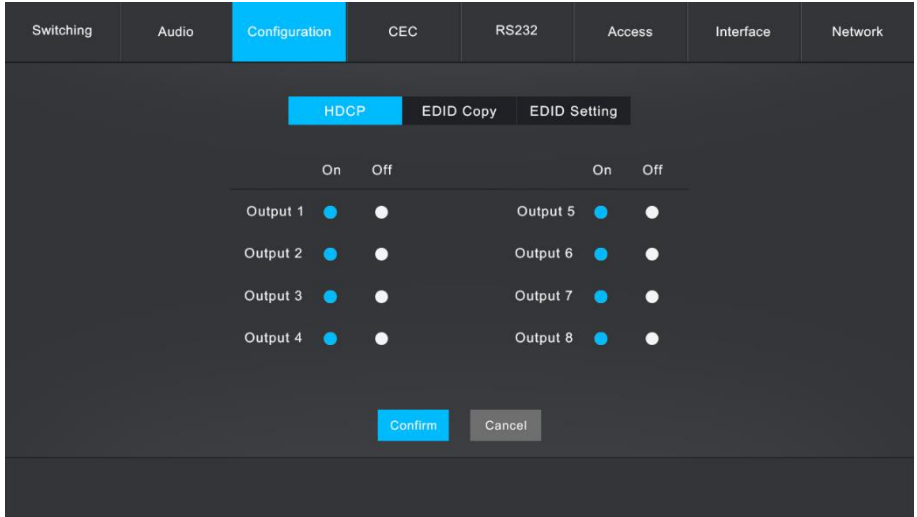 Switching Audio Configuration CEC RS232 Access Interface Network
HDCP EDID Copy EDID Setting
On Off On Off
Output 1 Output 5
Output 2 Output 6
Output 3 Output 7
Output 4 Output 8
Confirm Cancel